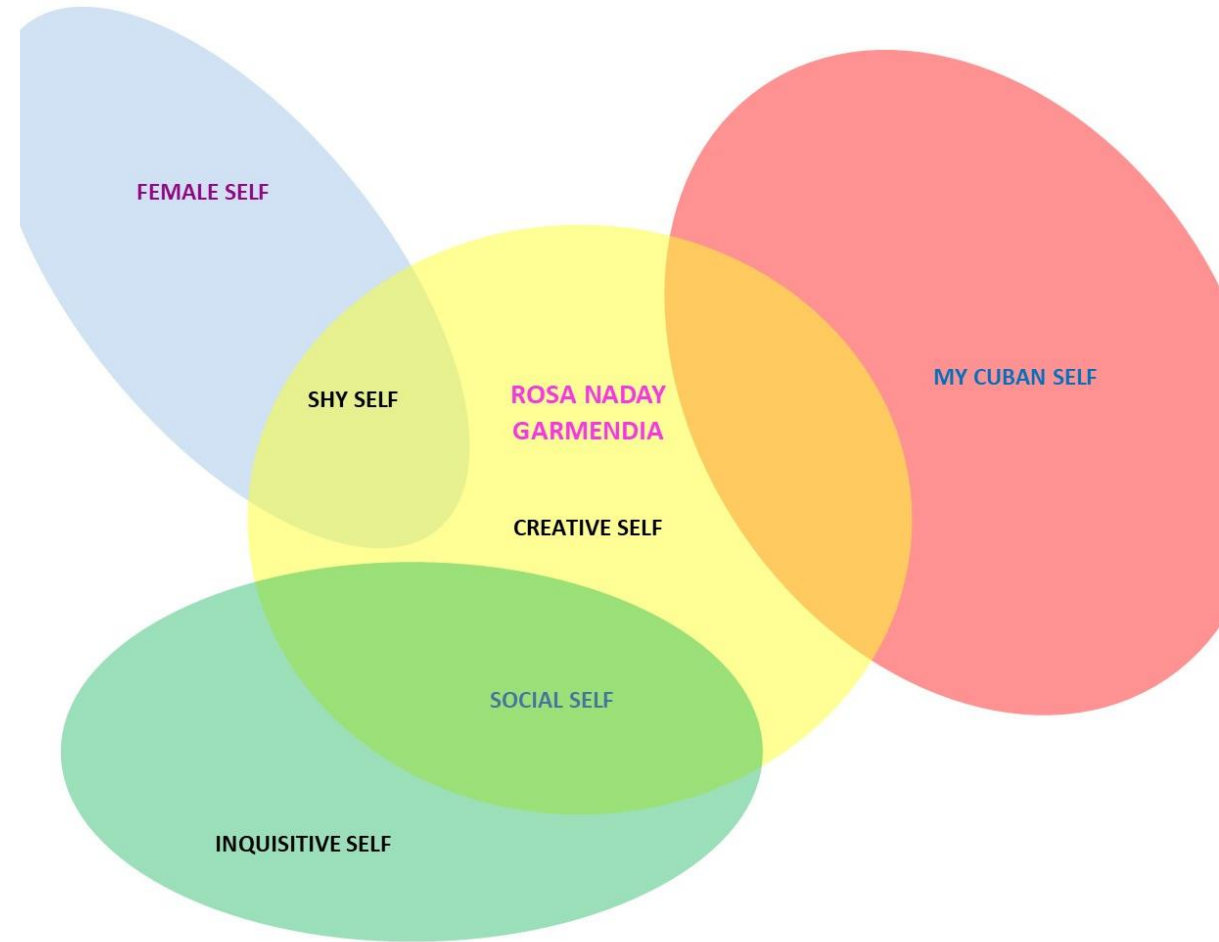 FEMALE SELF
MY CUBAN SELF
SHY SELF
ROSA NADAY
GARMENDIA
CREATIVE SELF
SOCIAL SELF
INQUISITIVE SELF